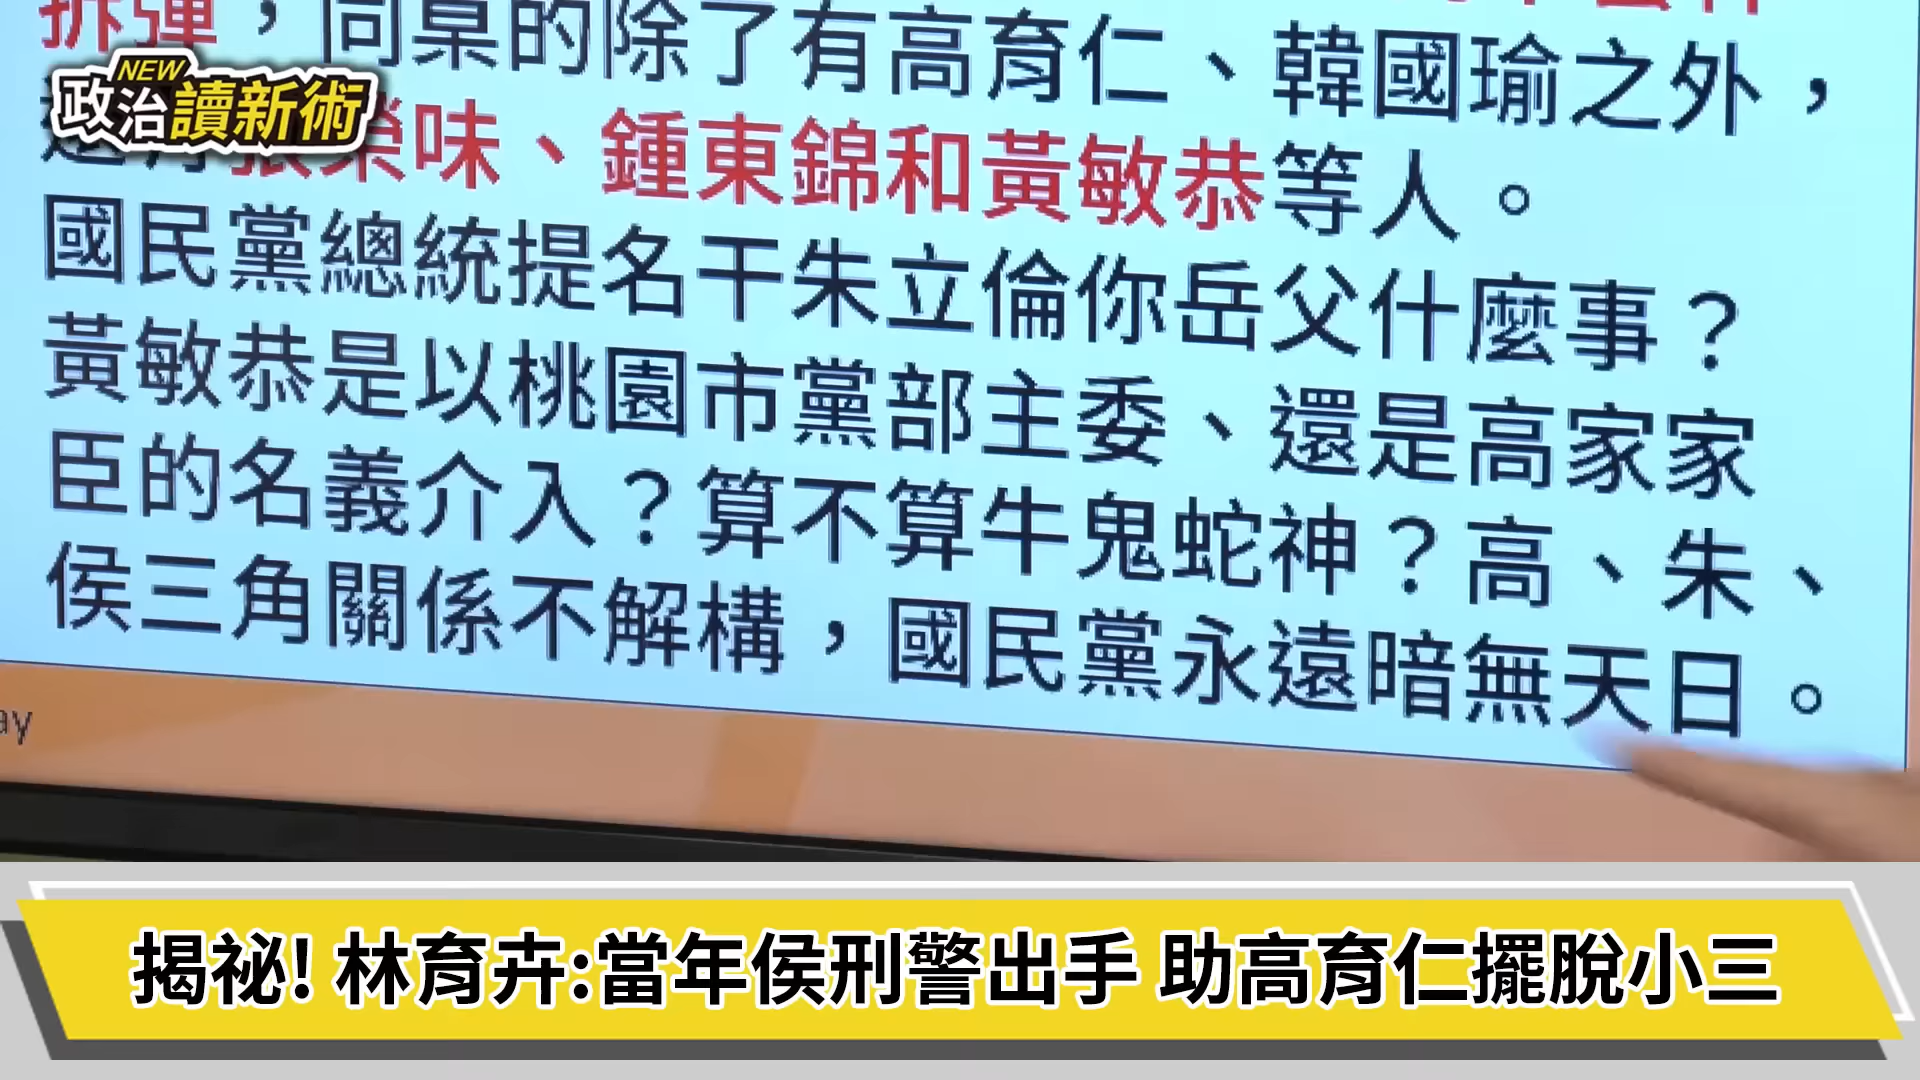 拆彈，同桌的除了有高育仁、韓國瑜之外，
NEW
政治讀新術
榮味、鍾東錦和黃敏恭等人。
國民黨總統提名干朱立倫你岳父什麼事？
黃敏恭是以桃園市黨部主委、還是高家家
臣的名義介入？算不算牛鬼蛇神？高、朱、
侯三角關係不解構，國民黨永遠暗無天日。
ay
揭祕! 林育卉:當年侯刑警出手 助高育仁擺脫小三